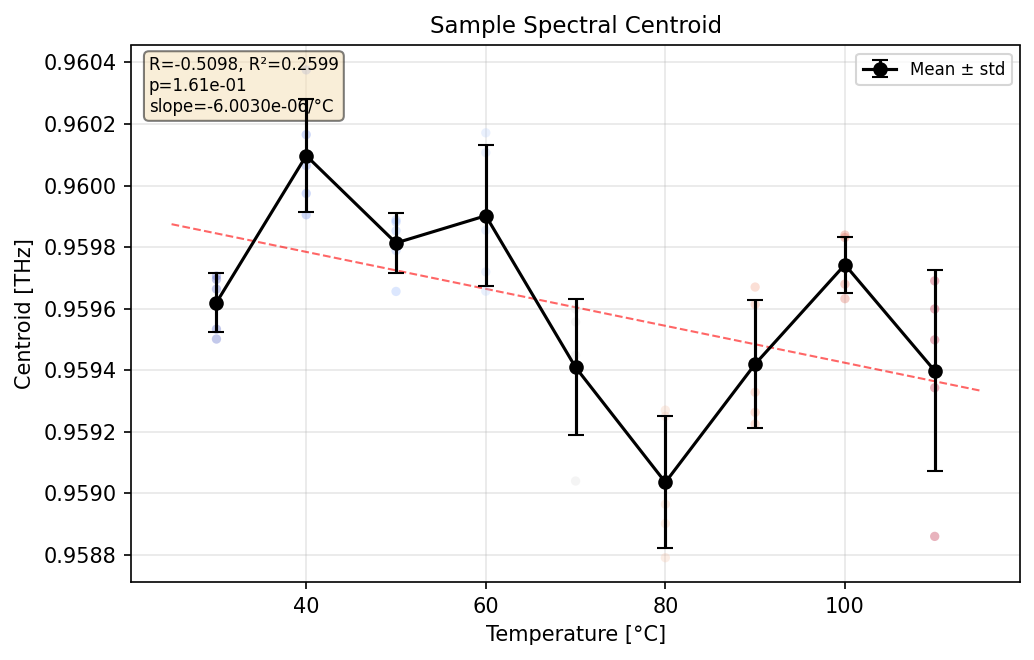 Sample Spectral Centroid
R=-0.5098, R²=0.2599
p=1.61e-01
slope=-6.0030e-06/°C
Mean ± std
Centroid [THz]
0.9604
0.9602
0.9600
0.9598
0.9596
0.9594
0.9592
0.9590
0.9588
40
60
80
100
Temperature [°C]